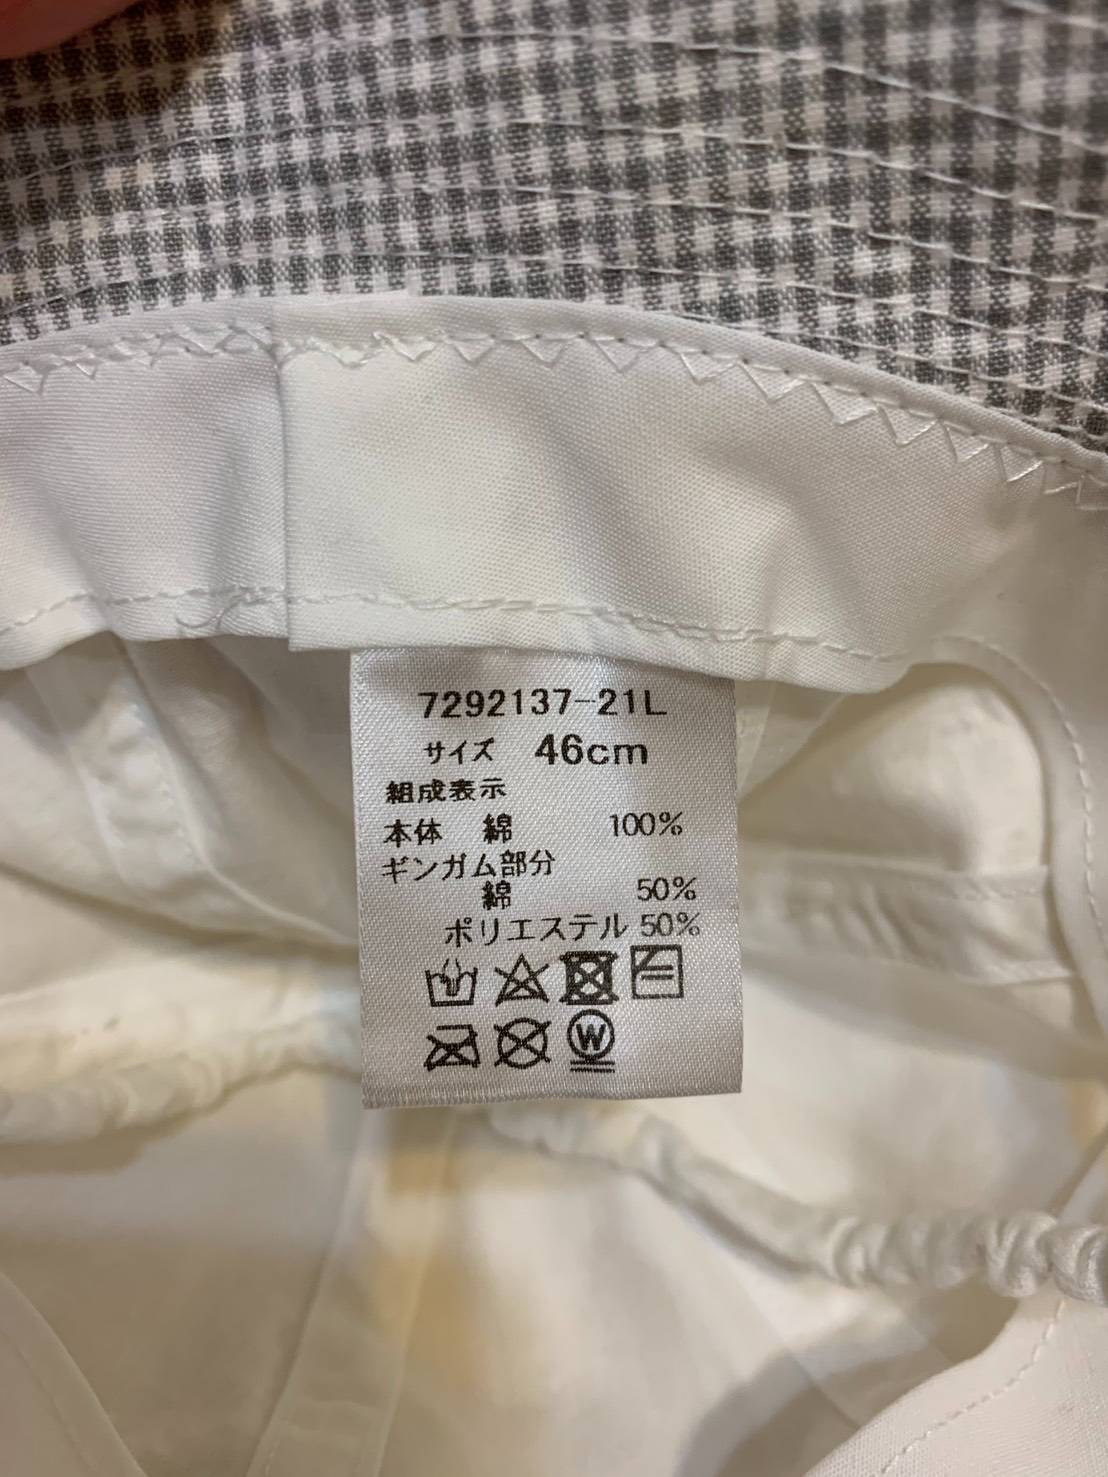 7292137-21L
サイズ 46cm
組成表示
本体 綿 100%
ギンガム部分
綿 50%
ポリエステル 50%
W